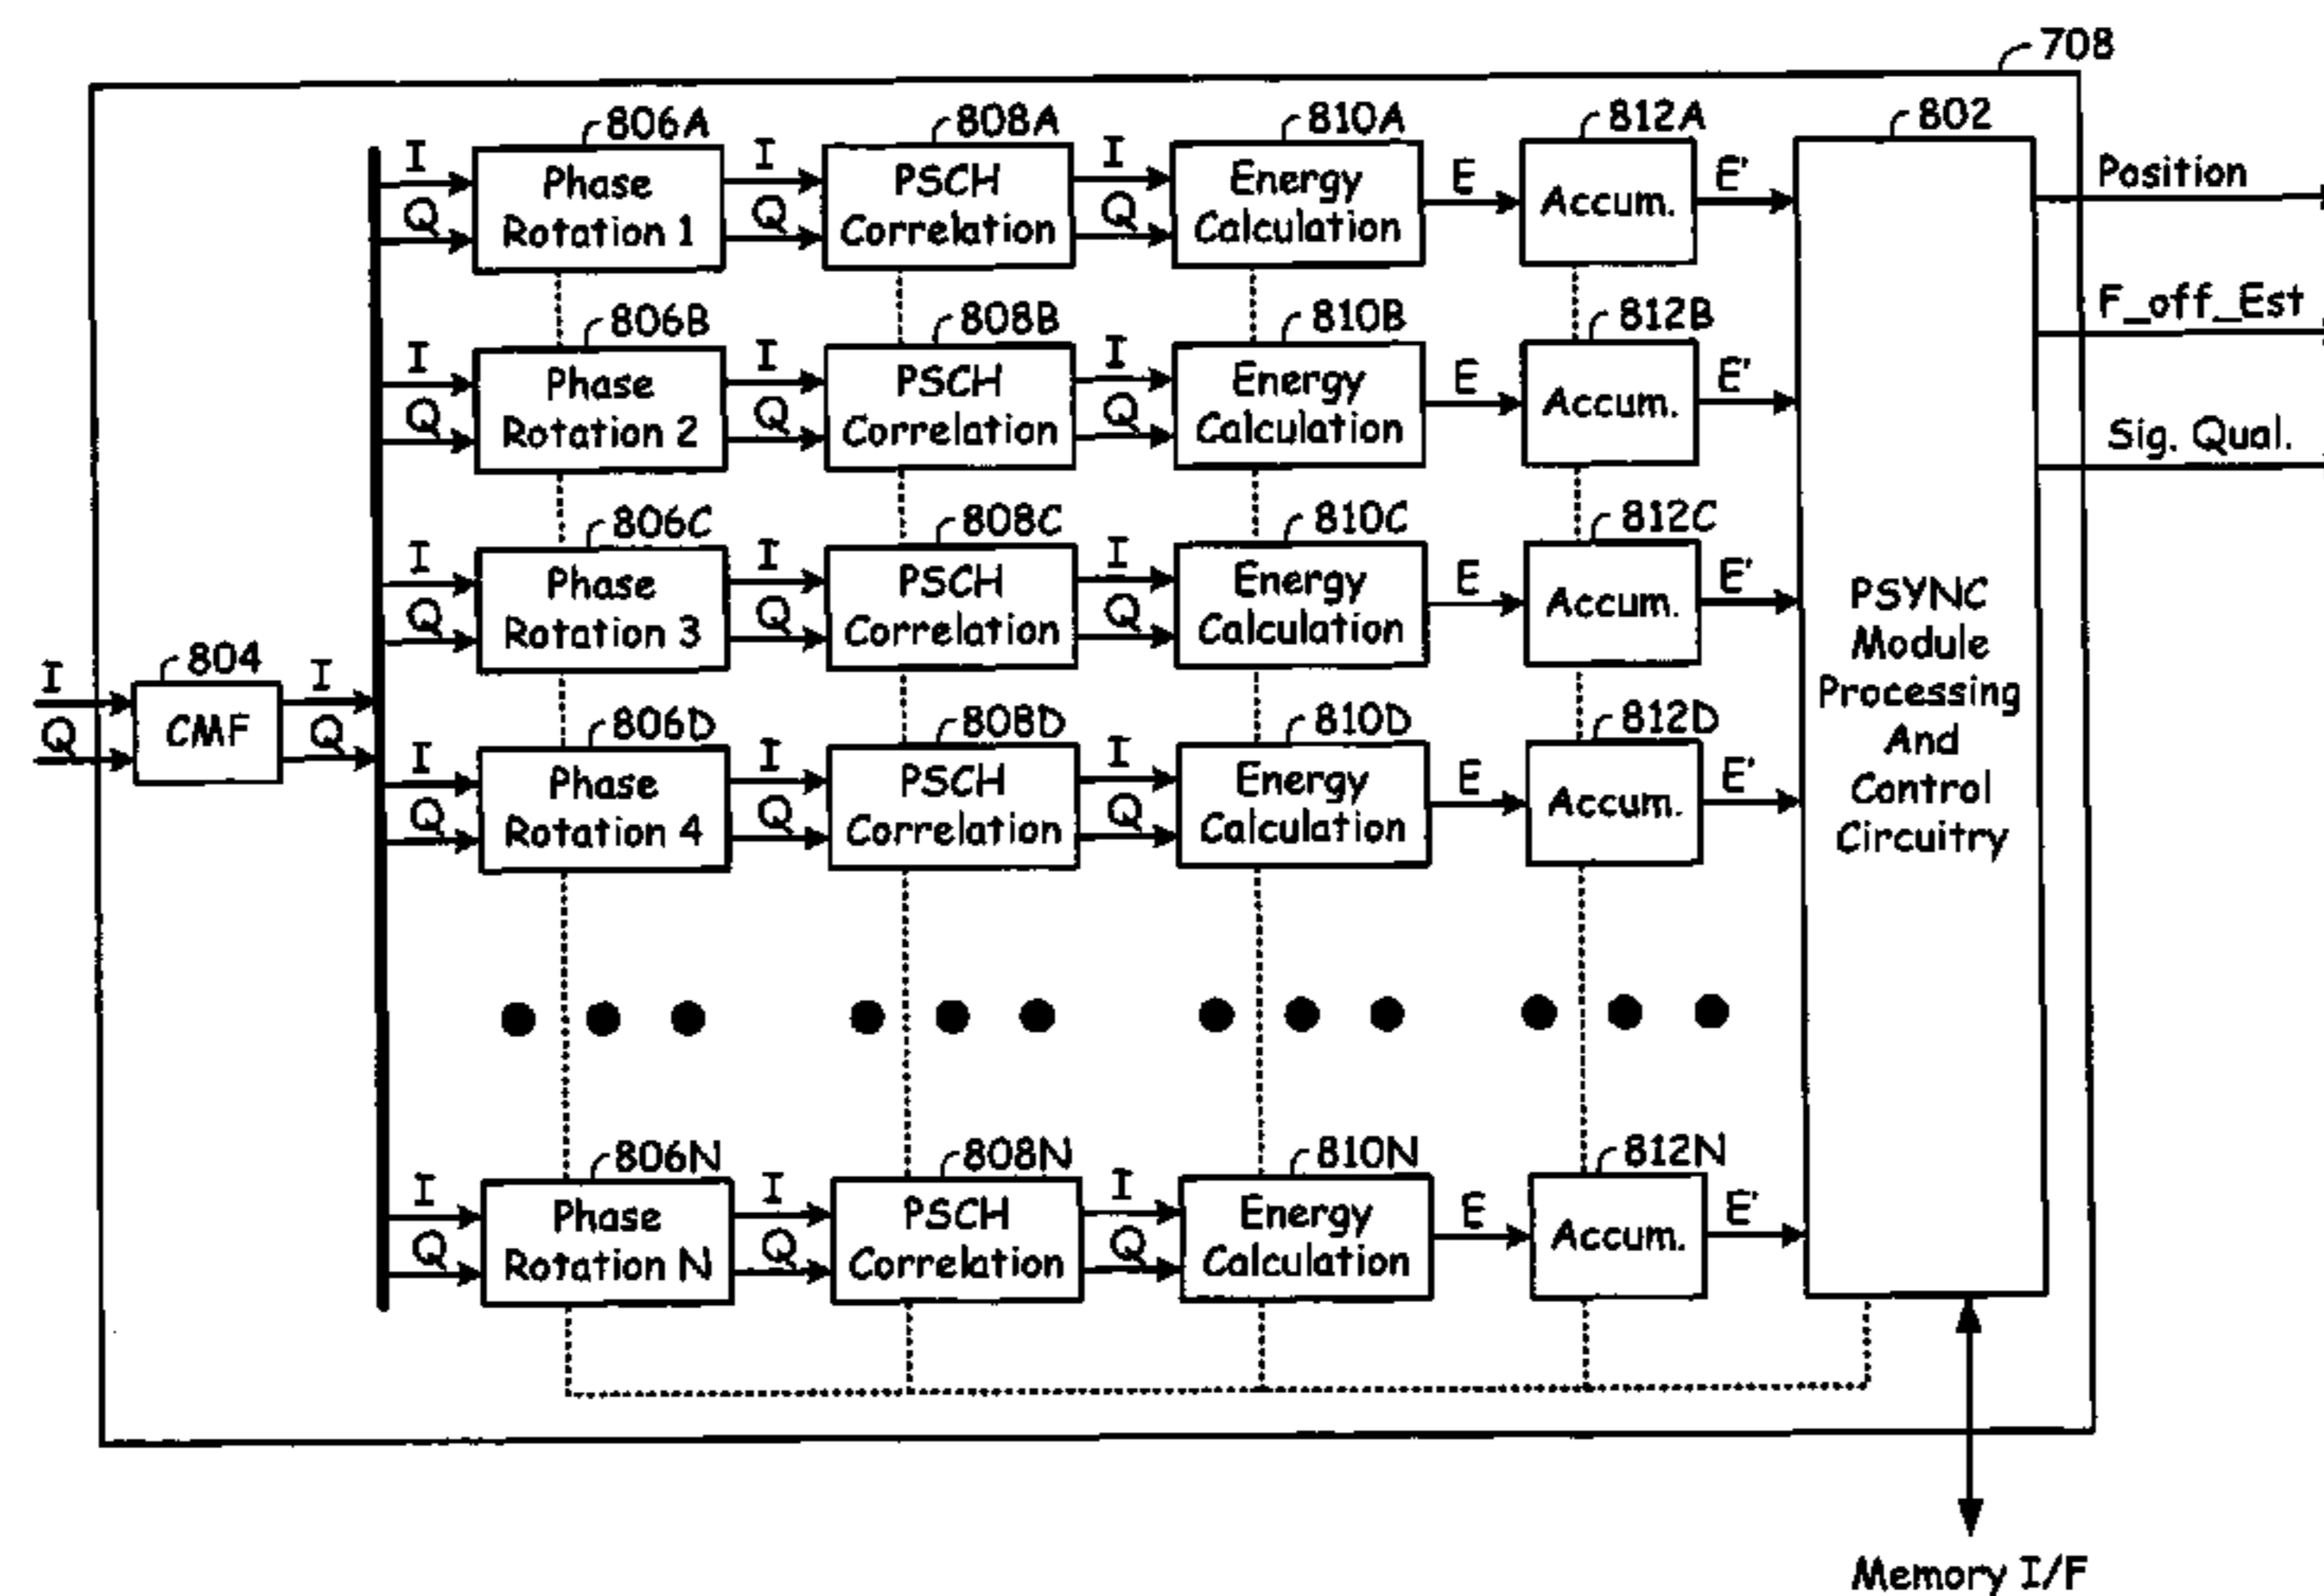 708
806A
808A
810A
812A
802
I
Q
Phase
Rotation 1
I
Q
PSCH
Correlation
I
Q
Energy
Calculation
E
Accum.
E'
Position
F_off_Est
Sig. Qual.
806B
808B
810B
812B
I
Q
Phase
Rotation 2
I
Q
PSCH
Correlation
I
Q
Energy
Calculation
E
Accum.
E'
806C
808C
810C
812C
I
Q
Phase
Rotation 3
I
Q
PSCH
Correlation
I
Q
Energy
Calculation
E
Accum.
E'
PSYNC
Module
Processing
And
Control
Circuitry
I
Q
804
CMF
I
Q
806D
808D
810D
812D
I
Q
Phase
Rotation 4
I
Q
PSCH
Correlation
I
Q
Energy
Calculation
E
Accum.
E'
806N
808N
810N
812N
I
Q
Phase
Rotation N
I
Q
PSCH
Correlation
I
Q
Energy
Calculation
E
Accum.
E'
Memory I/F